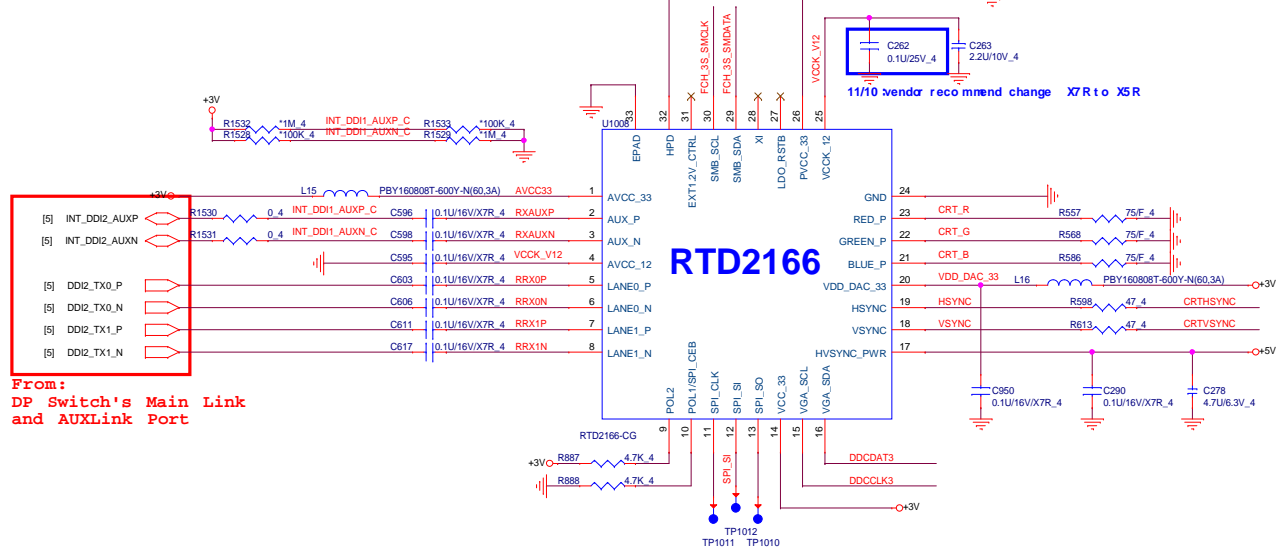 FCH_3S_SMCLK
FCH_3S_SMDATA
VCCK_V12
C262
0.1U/25V_4
C263
2.2U/10V_4
11/10 :vendor recommend change X7R to X5R
+3V
R1532 *1M_4 INT_DDI1_AUXP_C R1533 *100K_4
R1528 *100K_4 INT_DDI1_AUXN_C R1529 *1M_4
U1008
33 32 31 30 29 28 27 26 25
EPAD HPD EXT1.2V_CTRL SMB_SCL SMB_SDA XI LDO_RSTB PVCC_33 VCCK_12
+3V L15 PBY160808T-600Y-N(60,3A) AVCC33 1 AVCC_33
[5] INT_DDI2_AUXP R1530 0_4 INT_DDI1_AUXP_C C596 0.1U/16V/X7R_4 RXAUXP 2 AUX_P
[5] INT_DDI2_AUXN R1531 0_4 INT_DDI1_AUXN_C C598 0.1U/16V/X7R_4 RXAUXN 3 AUX_N
C595 0.1U/16V/X7R_4 VCCK_V12 4 AVCC_12
[5] DDI2_TX0_P C603 0.1U/16V/X7R_4 RRX0P 5 LANE0_P
[5] DDI2_TX0_N C606 0.1U/16V/X7R_4 RRX0N 6 LANE0_N
[5] DDI2_TX1_P C611 0.1U/16V/X7R_4 RRX1P 7 LANE1_P
[5] DDI2_TX1_N C617 0.1U/16V/X7R_4 RRX1N 8 LANE1_N
From:
DP Switch's Main Link
and AUXLink Port
RTD2166
GND 24
RED_P 23 CRT_R R557 75/F_4
GREEN_P 22 CRT_G R568 75/F_4
BLUE_P 21 CRT_B R586 75/F_4
VDD_DAC_33 20 VDD_DAC_33 L16 PBY160808T-600Y-N(60,3A) +3V
HSYNC 19 HSYNC R598 47_4 CRTHSYNC
VSYNC 18 VSYNC R613 47_4 CRTVSYNC
HVSYNC_PWR 17 +5V
C950
0.1U/16V/X7R_4
C290
0.1U/16V/X7R_4
C278
4.7U/6.3V_4
POL2 POL1/SPI_CEB SPI_CLK SPI_SI SPI_SO VCC_33 VGA_SCL VGA_SDA
9 10 11 12 13 14 15 16
RTD2166-CG
+3V R887 4.7K_4
R888 4.7K_4
SPI_SI
DDCDAT3
DDCCLK3
+3V
TP1012
TP1011 TP1010